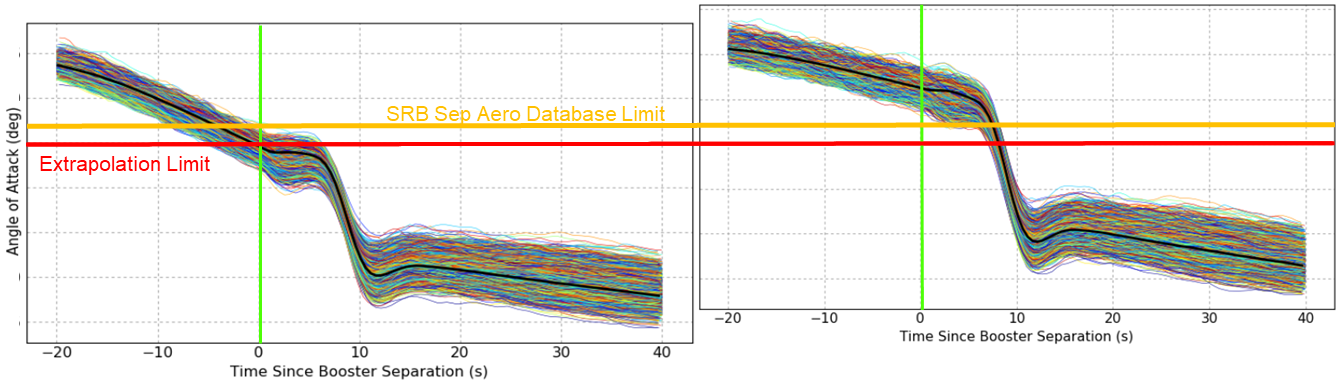 SRB Sep Aero Database Limit
Extrapolation Limit
Angle of Attack (deg)
−20 −10 0 10 20 30 40
Time Since Booster Separation (s)
−20 −10 0 10 20 30 40
Time Since Booster Separation (s)